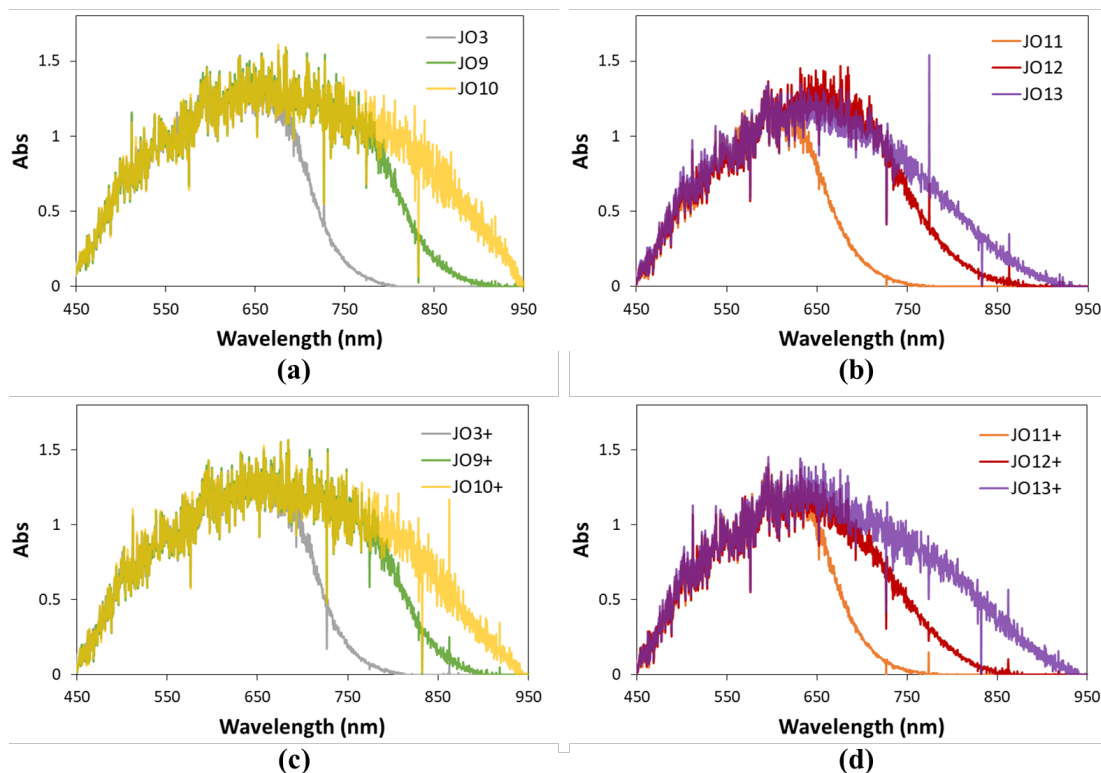 JO3
JO9
JO10
Abs
1.5
1
0.5
0
450 550 650 750 850 950
Wavelength (nm)
(a)
JO11
JO12
JO13
Abs
1.5
1
0.5
0
450 550 650 750 850 950
Wavelength (nm)
(b)
JO3+
JO9+
JO10+
Abs
1.5
1
0.5
0
450 550 650 750 850 950
Wavelength (nm)
(c)
JO11+
JO12+
JO13+
Abs
1.5
1
0.5
0
450 550 650 750 850 950
Wavelength (nm)
(d)